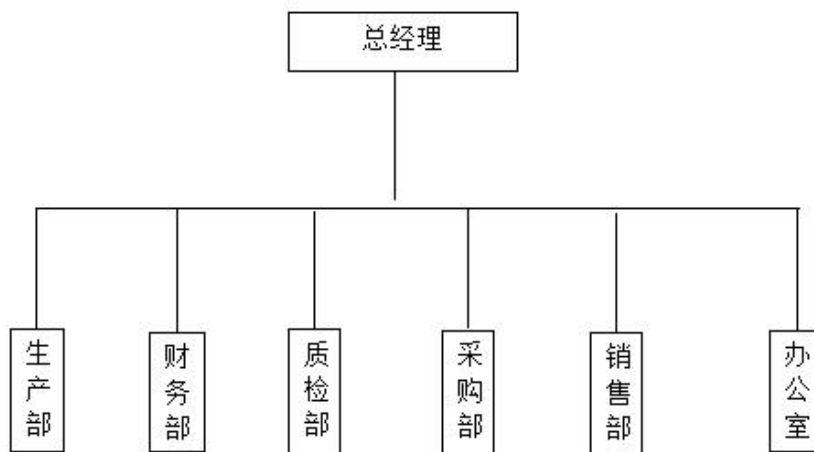 总经理
生产部
财务部
质检部
采购部
销售部
办公室